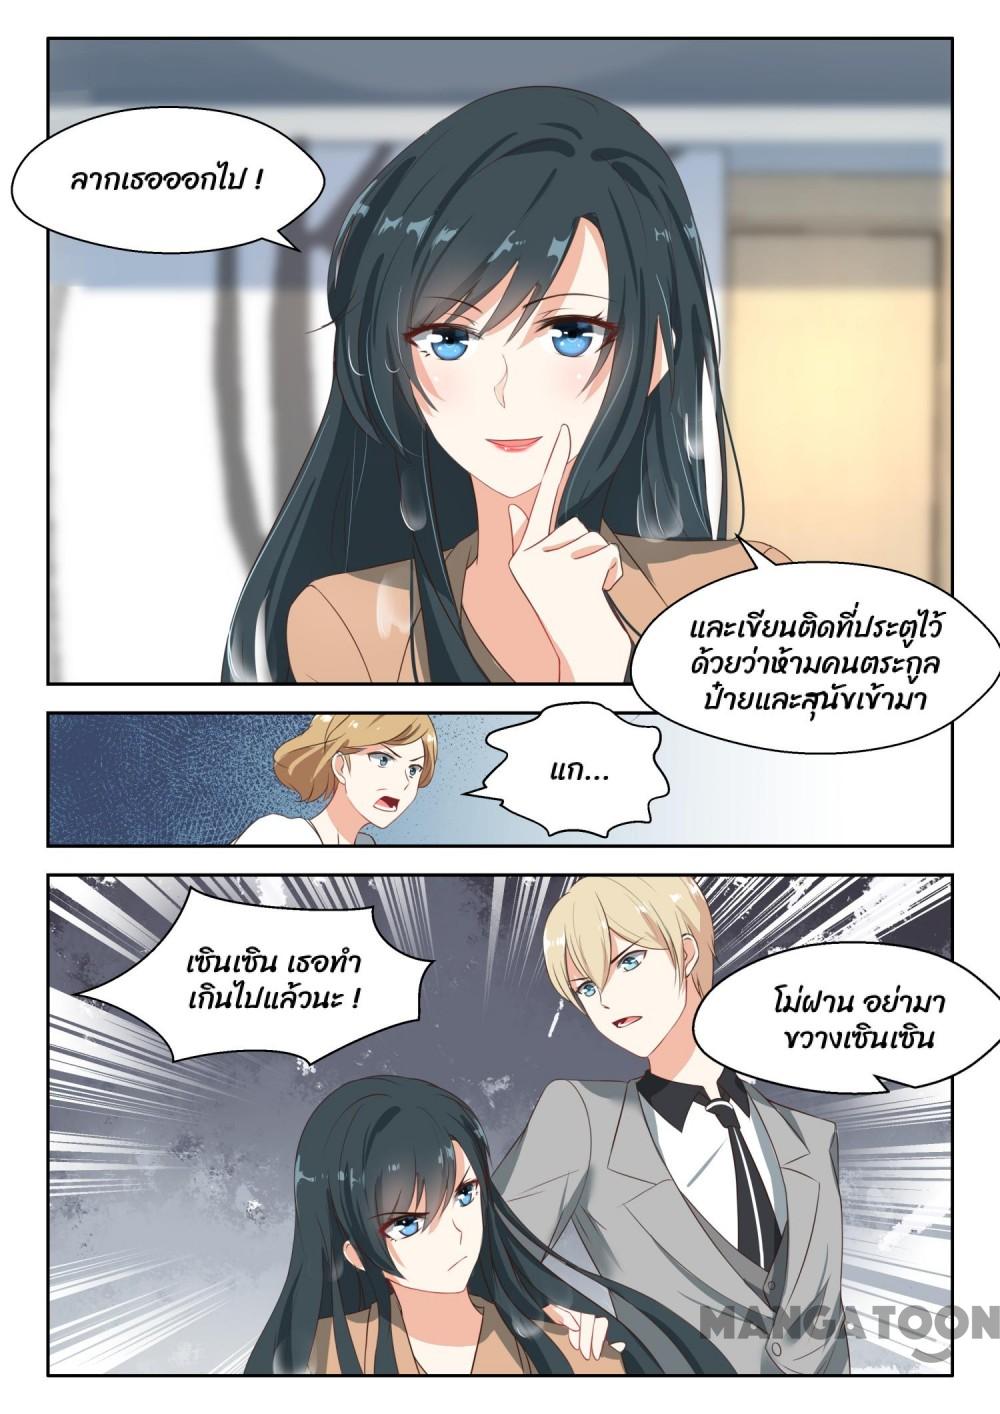 ลากเธอออกไป !
และเขียนติดที่ประตูไว้
ด้วยว่าห้ามคนตระกูล
ป๋ายและสุนัขเข้ามา
แก...
เซินเซิน เธอทำ
เกินไปแล้วนะ !
โม่ฝาน อย่ามา
ขวางเซินเซิน
MANGATOON